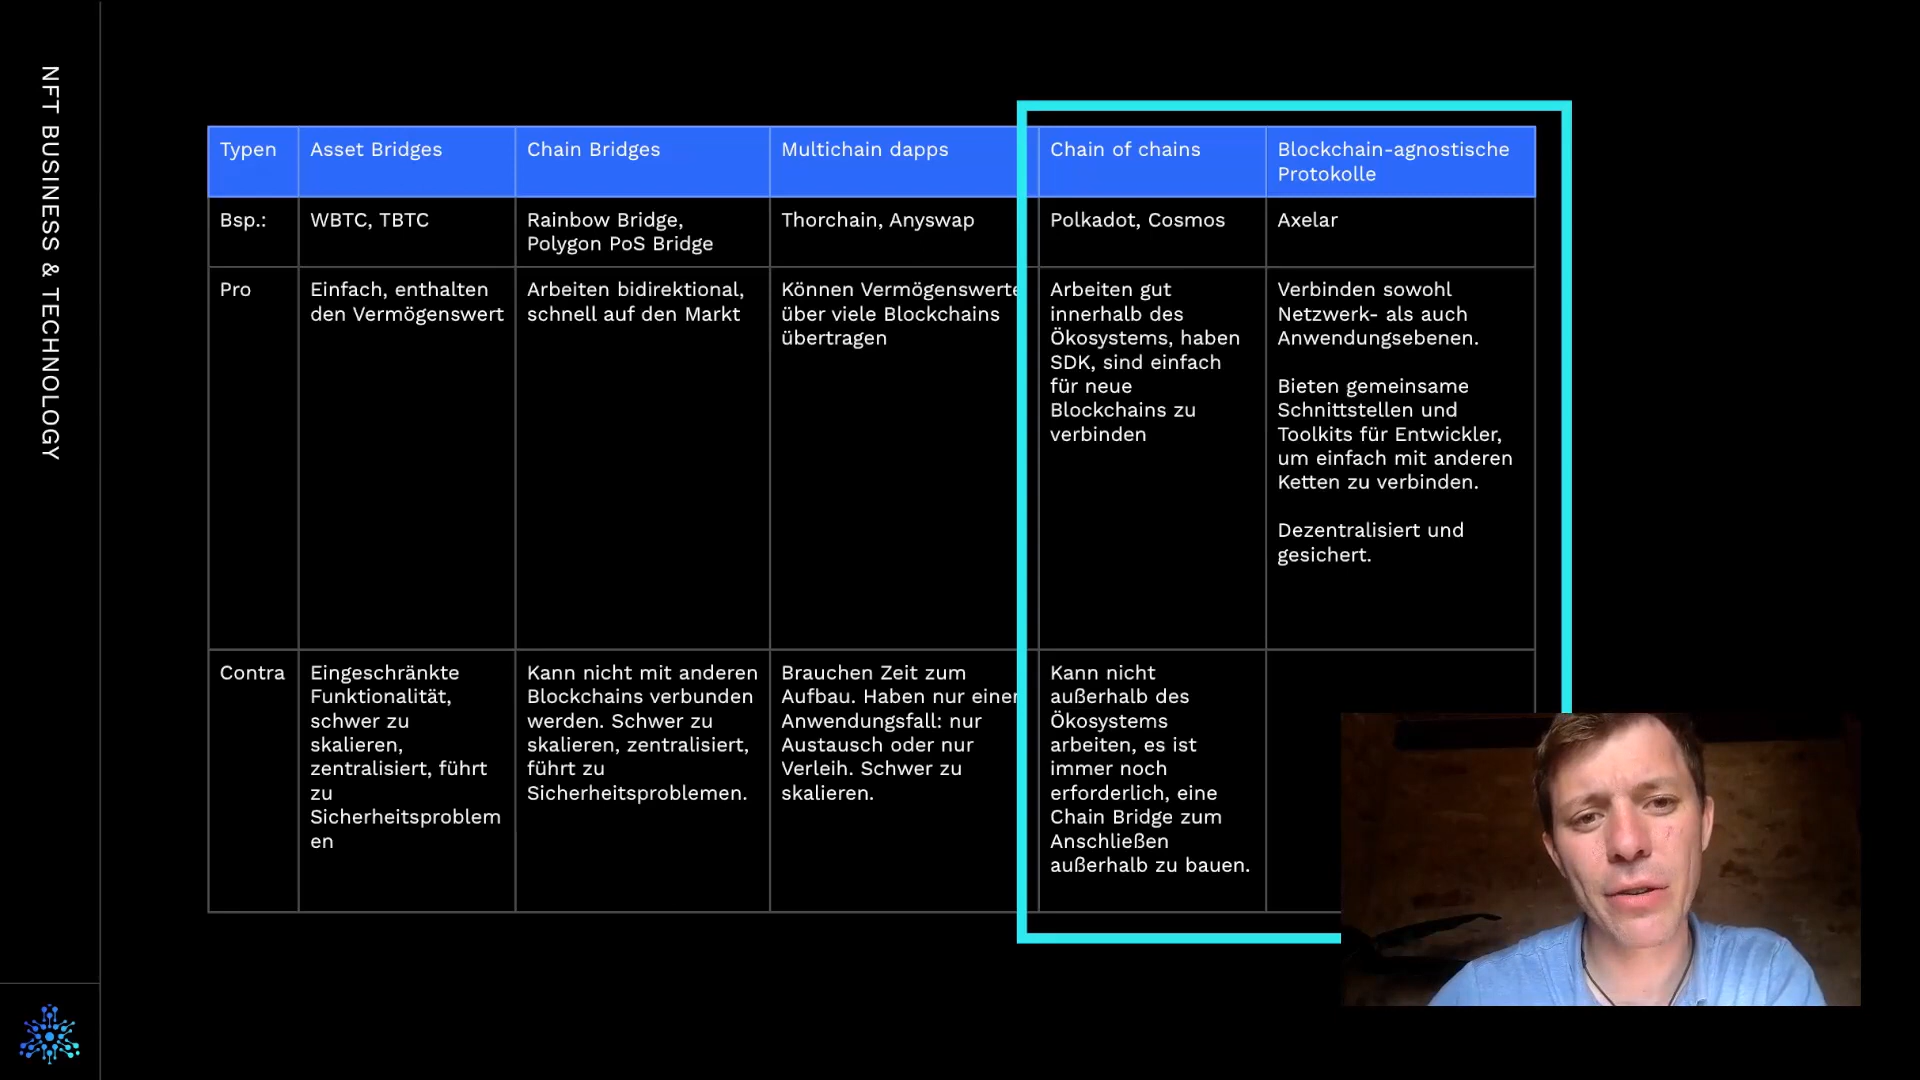 NFT BUSINESS & TECHNOLOGY
Typen
Asset Bridges
Chain Bridges
Multichain dapps
Chain of chains
Blockchain-agnostische
Protokolle
Bsp.:
WBTC, TBTC
Rainbow Bridge,
Polygon PoS Bridge
Thorchain, Anyswap
Polkadot, Cosmos
Axelar
Pro
Einfach, enthalten
den Vermögenswert
Arbeiten bidirektional,
schnell auf den Markt
Können Vermögenswerte
über viele Blockchains
übertragen
Arbeiten gut
innerhalb des
Ökosystems, haben
SDK, sind einfach
für neue
Blockchains zu
verbinden
Verbinden sowohl
Netzwerk- als auch
Anwendungsebenen.
Bieten gemeinsame
Schnittstellen und
Toolkits für Entwickler,
um einfach mit anderen
Ketten zu verbinden.
Dezentralisiert und
gesichert.
Contra
Eingeschränkte
Funktionalität,
schwer zu
skalieren,
zentralisiert, führt
zu
Sicherheitsproblem
en
Kann nicht mit anderen
Blockchains verbunden
werden. Schwer zu
skalieren, zentralisiert,
führt zu
Sicherheitsproblemen.
Brauchen Zeit zum
Aufbau. Haben nur einen
Anwendungsfall: nur
Austausch oder nur
Verleih. Schwer zu
skalieren.
Kann nicht
außerhalb des
Ökosystems
arbeiten, es ist
immer noch
erforderlich, eine
Chain Bridge zum
Anschließen
außerhalb zu bauen.